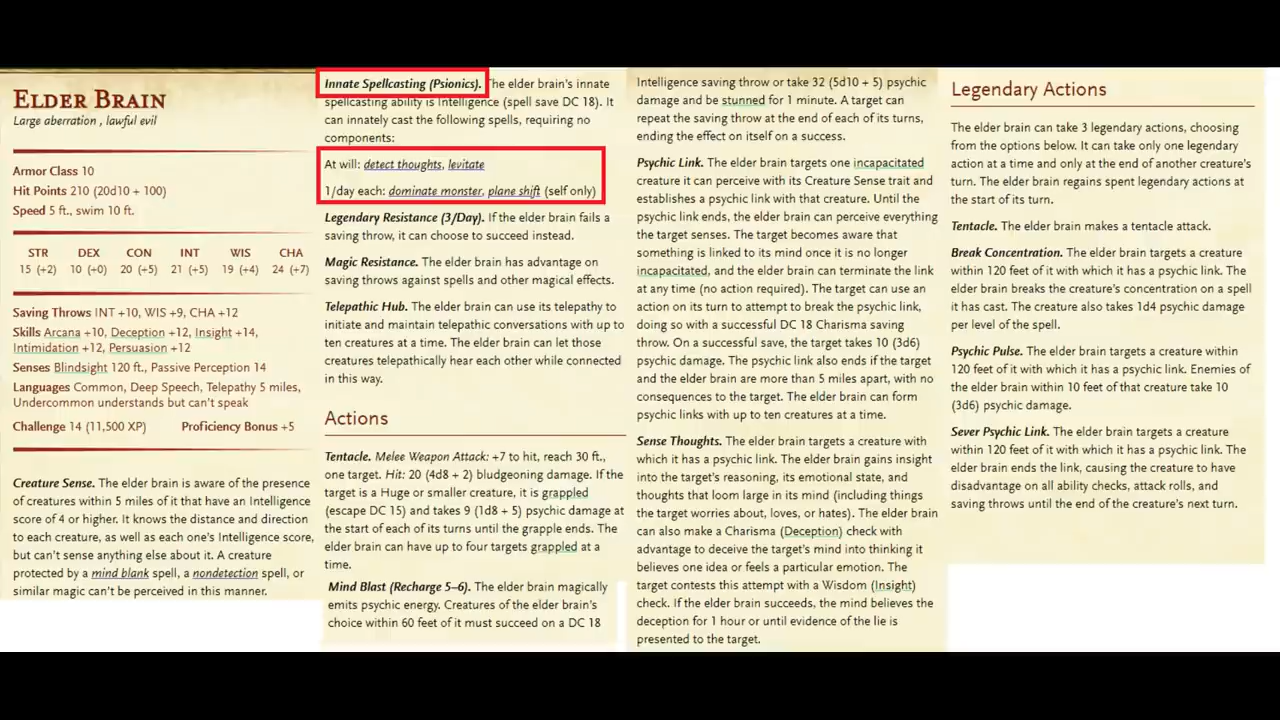 ELDER BRAIN
Large aberration , lawful evil
Armor Class 10
Hit Points 210 (20d10 + 100)
Speed 5 ft., swim 10 ft.
STR DEX CON INT WIS CHA
15 (+2) 10 (+0) 20 (+5) 21 (+5) 19 (+4) 24 (+7)
Saving Throws INT +10, WIS +9, CHA +12
Skills Arcana +10, Deception +12, Insight +14,
Intimidation +12, Persuasion +12
Senses Blindsight 120 ft., Passive Perception 14
Languages Common, Deep Speech, Telepathy 5 miles,
Undercommon understands but can't speak
Challenge 14 (11,500 XP) Proficiency Bonus +5
Creature Sense. The elder brain is aware of the presence
of creatures within 5 miles of it that have an Intelligence
score of 4 or higher. It knows the distance and direction
to each creature, as well as each one's Intelligence score,
but can't sense anything else about it. A creature
protected by a mind blank spell, a nondetection spell, or
similar magic can't be perceived in this manner.
Innate Spellcasting (Psionics). The elder brain's innate
spellcasting ability is Intelligence (spell save DC 18). It
can innately cast the following spells, requiring no
components:
At will: detect thoughts, levitate
1/day each: dominate monster, plane shift (self only)
Legendary Resistance (3/Day). If the elder brain fails a
saving throw, it can choose to succeed instead.
Magic Resistance. The elder brain has advantage on
saving throws against spells and other magical effects.
Telepathic Hub. The elder brain can use its telepathy to
initiate and maintain telepathic conversations with up to
ten creatures at a time. The elder brain can let those
creatures telepathically hear each other while connected
in this way.
Actions
Tentacle. Melee Weapon Attack: +7 to hit, reach 30 ft.,
one target. Hit: 20 (4d8 + 2) bludgeoning damage. If the
target is a Huge or smaller creature, it is grappled
(escape DC 15) and takes 9 (1d8 + 5) psychic damage at
the start of each of its turns until the grapple ends. The
elder brain can have up to four targets grappled at a
time.
Mind Blast (Recharge 5–6). The elder brain magically
emits psychic energy. Creatures of the elder brain's
choice within 60 feet of it must succeed on a DC 18
Intelligence saving throw or take 32 (5d10 + 5) psychic
damage and be stunned for 1 minute. A target can
repeat the saving throw at the end of each of its turns,
ending the effect on itself on a success.
Psychic Link. The elder brain targets one incapacitated
creature it can perceive with its Creature Sense trait and
establishes a psychic link with that creature. Until the
psychic link ends, the elder brain can perceive everything
the target senses. The target becomes aware that
something is linked to its mind once it is no longer
incapacitated, and the elder brain can terminate the link
at any time (no action required). The target can use an
action on its turn to attempt to break the psychic link,
doing so with a successful DC 18 Charisma saving
throw. On a successful save, the target takes 10 (3d6)
psychic damage. The psychic link also ends if the target
and the elder brain are more than 5 miles apart, with no
consequences to the target. The elder brain can form
psychic links with up to ten creatures at a time.
Sense Thoughts. The elder brain targets a creature with
which it has a psychic link. The elder brain gains insight
into the target's reasoning, its emotional state, and
thoughts that loom large in its mind (including things
the target worries about, loves, or hates). The elder brain
can also make a Charisma (Deception) check with
advantage to deceive the target's mind into thinking it
believes one idea or feels a particular emotion. The
target contests this attempt with a Wisdom (Insight)
check. If the elder brain succeeds, the mind believes the
deception for 1 hour or until evidence of the lie is
presented to the target.
Legendary Actions
The elder brain can take 3 legendary actions, choosing
from the options below. It can take only one legendary
action at a time and only at the end of another creature's
turn. The elder brain regains spent legendary actions at
the start of its turn.
Tentacle. The elder brain makes a tentacle attack.
Break Concentration. The elder brain targets a creature
within 120 feet of it with which it has a psychic link. The
elder brain breaks the creature's concentration on a spell
it has cast. The creature also takes 1d4 psychic damage
per level of the spell.
Psychic Pulse. The elder brain targets a creature within
120 feet of it with which it has a psychic link. Enemies of
the elder brain within 10 feet of that creature take 10
(3d6) psychic damage.
Sever Psychic Link. The elder brain targets a creature
within 120 feet of it with which it has a psychic link. The
elder brain ends the link, causing the creature to have
disadvantage on all ability checks, attack rolls, and
saving throws until the end of the creature's next turn.